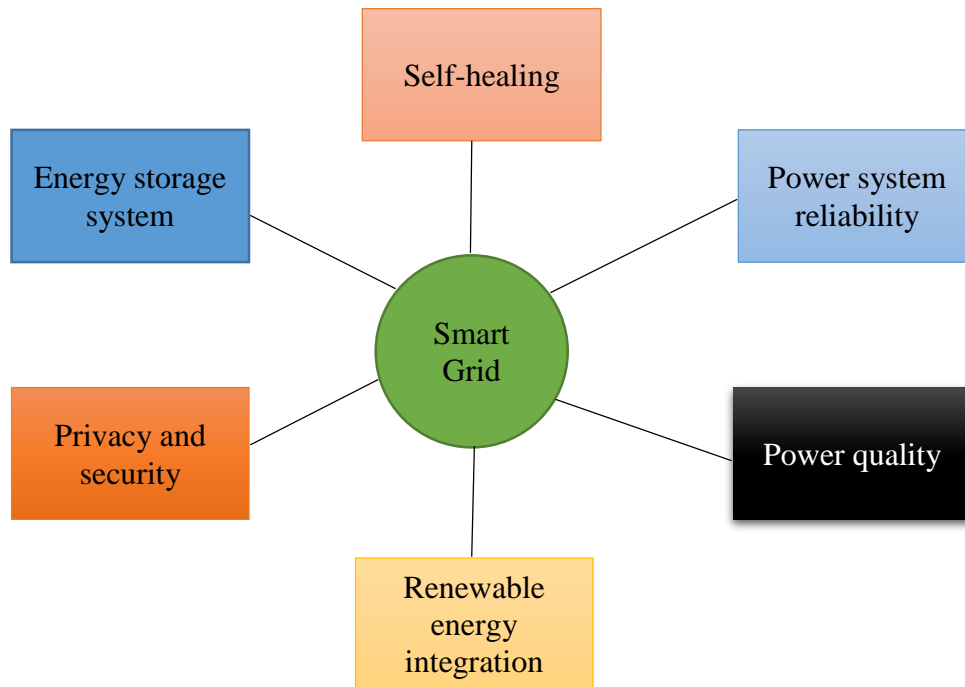 Self-healing
Energy storage
system
Power system
reliability
Smart
Grid
Privacy and
security
Power quality
Renewable
energy
integration